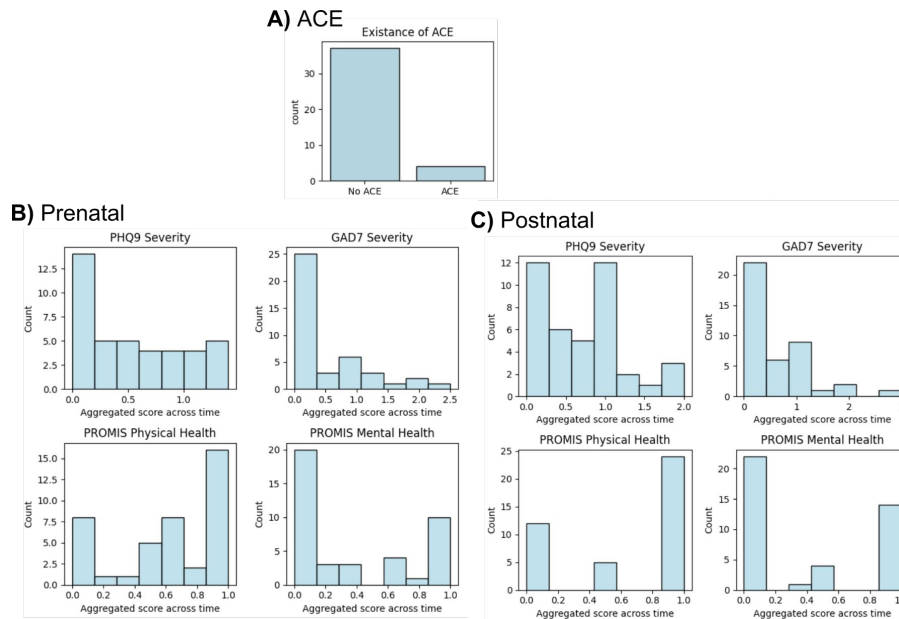 A) ACE
Existance of ACE
count
30
20
10
0
No ACE
ACE
B) Prenatal
PHQ9 Severity
Count
12.5
10.0
7.5
5.0
2.5
0.0
0.0 0.5 1.0
Aggregated score across time
GAD7 Severity
Count
25
20
15
10
5
0
0.0 0.5 1.0 1.5 2.0 2.5
Aggregated score across time
PROMIS Physical Health
Count
15.0
12.5
10.0
7.5
5.0
2.5
0.0
0.0 0.2 0.4 0.6 0.8 1.0
Aggregated score across time
PROMIS Mental Health
Count
20
15
10
5
0
0.0 0.2 0.4 0.6 0.8 1.0
Aggregated score across time
C) Postnatal
PHQ9 Severity
Count
12
10
8
6
4
2
0
0.0 0.5 1.0 1.5 2.0
Aggregated score across time
GAD7 Severity
Count
20
15
10
5
0
0 1 2
Aggregated score across time
PROMIS Physical Health
Count
25
20
15
10
5
0
0.0 0.2 0.4 0.6 0.8 1.0
Aggregated score across time
PROMIS Mental Health
Count
20
15
10
5
0
0.0 0.2 0.4 0.6 0.8
Aggregated score across time